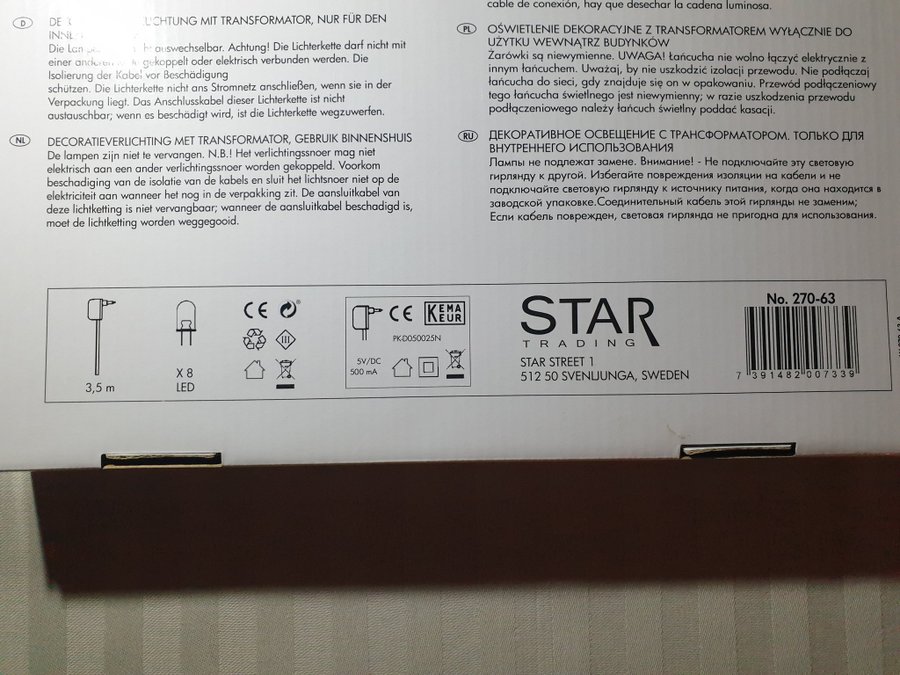 cable de conexión, hay que desechar la cadena luminosa.
D
LICHTUNG MIT TRANSFORMATOR, NUR FÜR DEN
Die auswechselbar. Achtung! Die Lichterkette darf nicht mit
einer gekoppelt oder elektrisch verbunden werden. Die
Isolierung der Kabel vor Beschädigung
schützen. Die Lichterkette nicht ans Stromnetz anschließen, wenn sie in der
Verpackung liegt. Das Anschlusskabel dieser Lichterkette ist nicht
austauschbar; wenn es beschädigt wird, ist die Lichterkette wegzuwerfen.
NL
DECORATIEVERLICHTING MET TRANSFORMATOR, GEBRUIK BINNENSHUIS
De lampen zijn niet te vervangen. N.B.! Het verlichtingssnoer mag niet
elektrisch aan een ander verlichtingssnoer worden gekoppeld. Voorkom
beschadiging van de isolatie van de kabels en sluit het lichtsnoer niet op de
elektriciteit aan wanneer het nog in de verpakking zit. De aansluitkabel van
deze lichtketting is niet vervangbaar; wanneer de aansluitkabel beschadigd is,
moet de lichtketting worden weggegooid.
PL
OŚWIETLENIE DEKORACYJNE Z TRANSFORMATOREM WYŁĄCZNIE DO
UŻYTKU WEWNĄTRZ BUDYNKÓW
Żarówki są niewymienne. UWAGA! Łańcucha nie wolno łączyć elektrycznie z
innym łańcuchem. Uważaj, by nie uszkodzić izolacji przewodu. Nie podłączaj
łańcucha do sieci, gdy znajduje się on w opakowaniu. Przewód podłączeniowy
tego łańcucha świetlnego jest niewymienny; w razie uszkodzenia przewodu
podłączeniowego należy łańcuch świetlny poddać kasacji.
RU
ДЕКОРАТИВНОЕ ОСВЕЩЕНИЕ С ТРАНСФОРМАТОРОМ. ТОЛЬКО ДЛЯ
ВНУТРЕННЕГО ИСПОЛЬЗОВАНИЯ
Лампы не подлежат замене. Внимание! - Не подключайте эту световую
гирлянду к другой. Избегайте повреждения изоляции на кабели и не
подключайте световую гирлянду к источнику питания, когда она находится в
заводской упаковке.Соединительный кабель этой гирлянды не заменим;
Если кабель поврежден, световая гирлянда не пригодна для использования.
3,5 m
X 8
LED
CE
III
CE KEMA
KEUR
PK-D050025N
5V/DC
500 mA
STAR
TRADING
STAR STREET 1
512 50 SVENLJUNGA, SWEDEN
No. 270-63
7 391482 007339